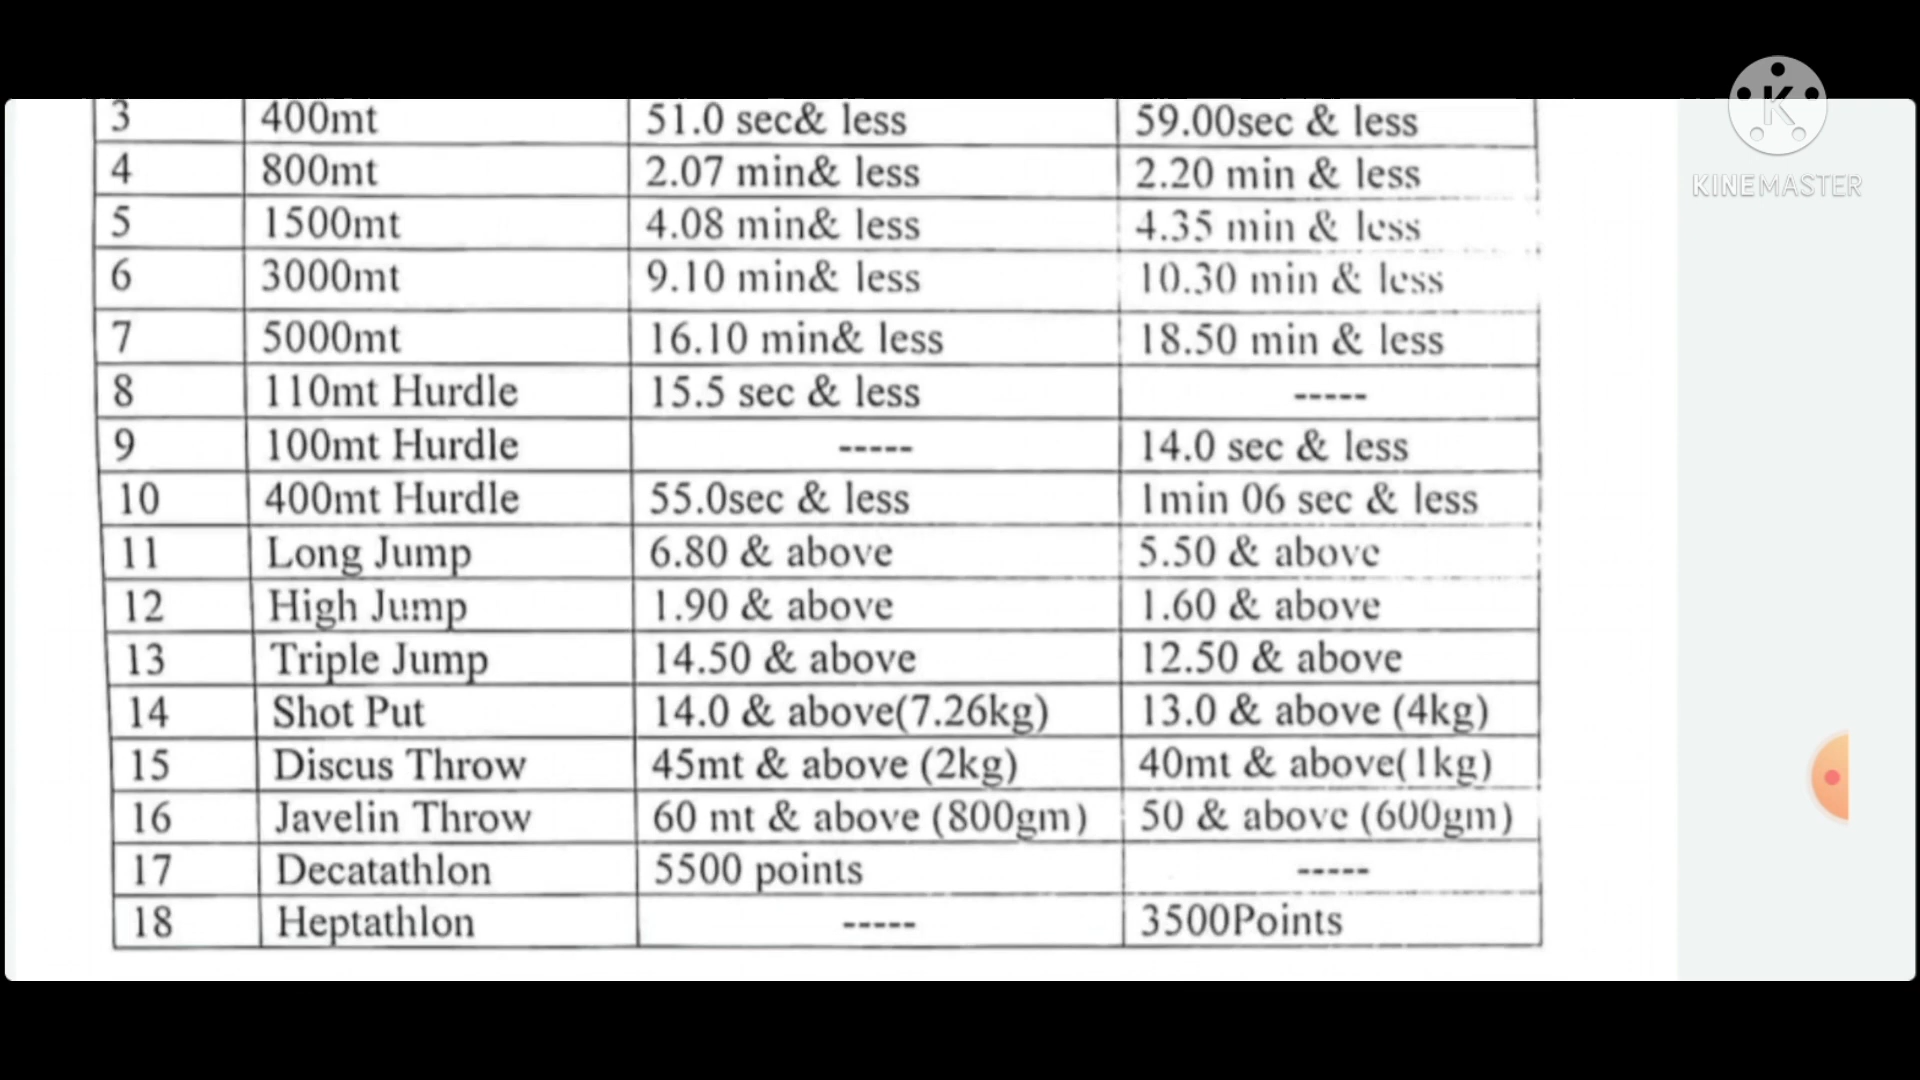 3 400mt 51.0 sec& less 59.00sec & less
4 800mt 2.07 min& less 2.20 min & less
5 1500mt 4.08 min& less 4.35 min & less
6 3000mt 9.10 min& less 10.30 min & less
7 5000mt 16.10 min& less 18.50 min & less
8 110mt Hurdle 15.5 sec & less -----
9 100mt Hurdle ----- 14.0 sec & less
10 400mt Hurdle 55.0sec & less 1min 06 sec & less
11 Long Jump 6.80 & above 5.50 & above
12 High Jump 1.90 & above 1.60 & above
13 Triple Jump 14.50 & above 12.50 & above
14 Shot Put 14.0 & above(7.26kg) 13.0 & above (4kg)
15 Discus Throw 45mt & above (2kg) 40mt & above(1kg)
16 Javelin Throw 60 mt & above (800gm) 50 & above (600gm)
17 Decatathlon 5500 points -----
18 Heptathlon ----- 3500Points
K
KINEMASTER